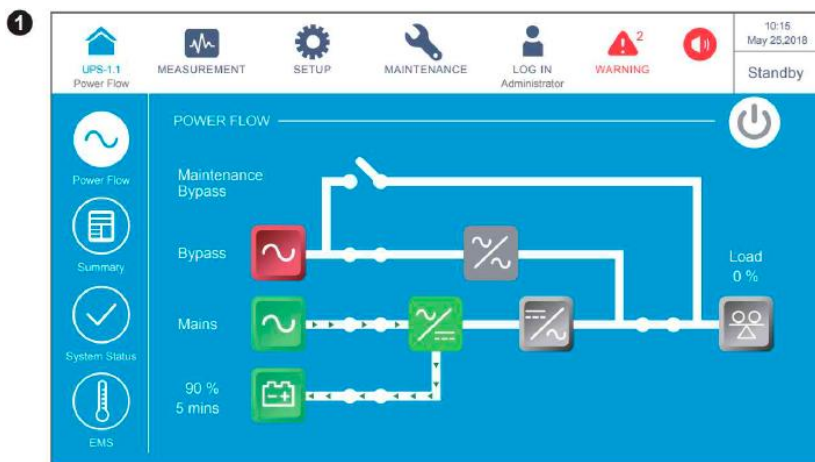 1
UPS-1.1
Power Flow
MEASUREMENT
SETUP
MAINTENANCE
LOG IN
Administrator
2
WARNING
10:15
May 25,2018
Standby
POWER FLOW
Power Flow
Summary
System Status
EMS
Maintenance
Bypass
Bypass
Mains
90 %
5 mins
Load
0 %